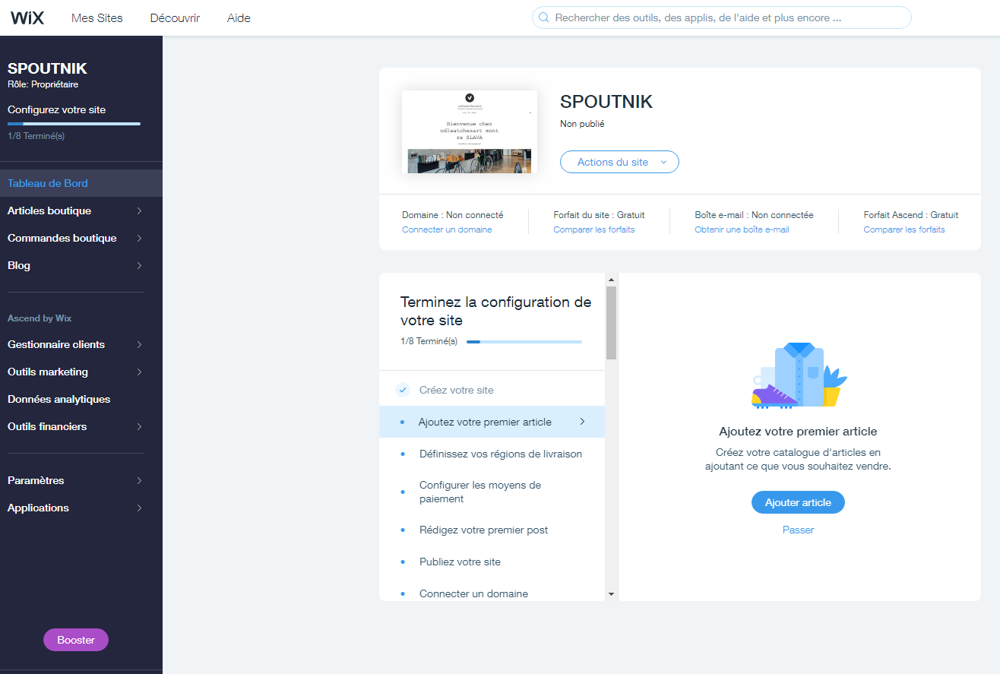 WiX
Mes Sites
Découvrir
Aide
Rechercher des outils, des applis, de l'aide et plus encore ...
SPOUTNIK
Rôle: Propriétaire
Configurez votre site
1/8 Terminé(s)
Tableau de Bord
Articles boutique
Commandes boutique
Blog
Ascend by Wix
Gestionnaire clients
Outils marketing
Données analytiques
Outils financiers
Paramètres
Applications
Booster
Bienvenue chez
odlwatchesart mont
re SLAVA
SPOUTNIK
Non publié
Actions du site
Domaine : Non connecté
Connecter un domaine
Forfait du site : Gratuit
Comparer les forfaits
Boîte e-mail : Non connectée
Obtenir une boîte e-mail
Forfait Ascend : Gratuit
Comparer les forfaits
Terminez la configuration de
votre site
1/8 Terminé(s)
Créez votre site
Ajoutez votre premier article
Définissez vos régions de livraison
Configurer les moyens de
paiement
Rédigez votre premier post
Publiez votre site
Connecter un domaine
Ajoutez votre premier article
Créez votre catalogue d'articles en
ajoutant ce que vous souhaitez vendre.
Ajouter article
Passer